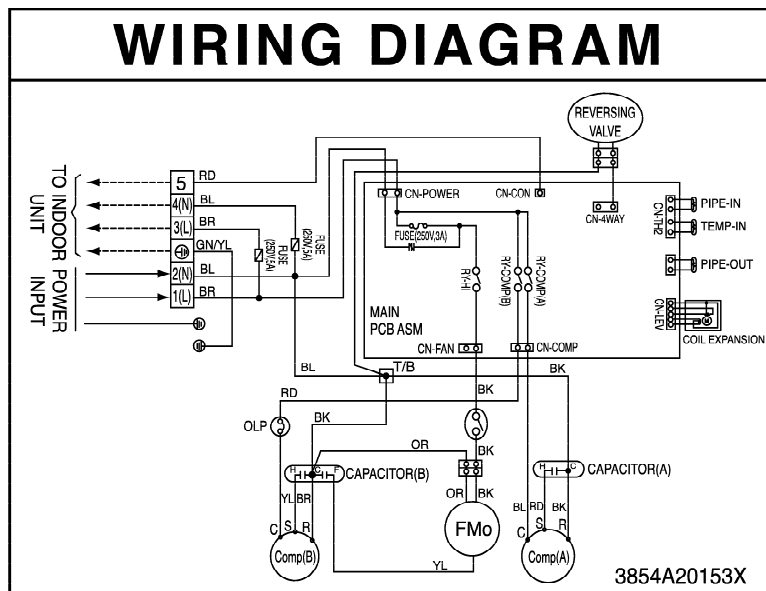 WIRING DIAGRAM
REVERSING
VALVE
TO INDOOR
UNIT
5
RD
4(N)
BL
3(L)
BR
GN/YL
2(N)
BL
1(L)
BR
POWER
INPUT
FUSE
(250V,5A)
FUSE
CN-POWER
CN-CON
CN-4WAY
FUSE(250V,3A)
CN-TH2
PIPE-IN
TEMP-IN
PIPE-OUT
RY-HI
RY-COMP(B)
RY-COMP(A)
CN-LEV
M
COIL EXPANSION
MAIN
PCB ASM
CN-FAN
CN-COMP
BL
T/B
BK
RD
BK
BK
OLP
OR
BK
H C F
CAPACITOR(B)
H C
CAPACITOR(A)
YL BR
OR BK
BL RD BK
C S R
Comp(B)
FMo
C S R
Comp(A)
YL
3854A20153X